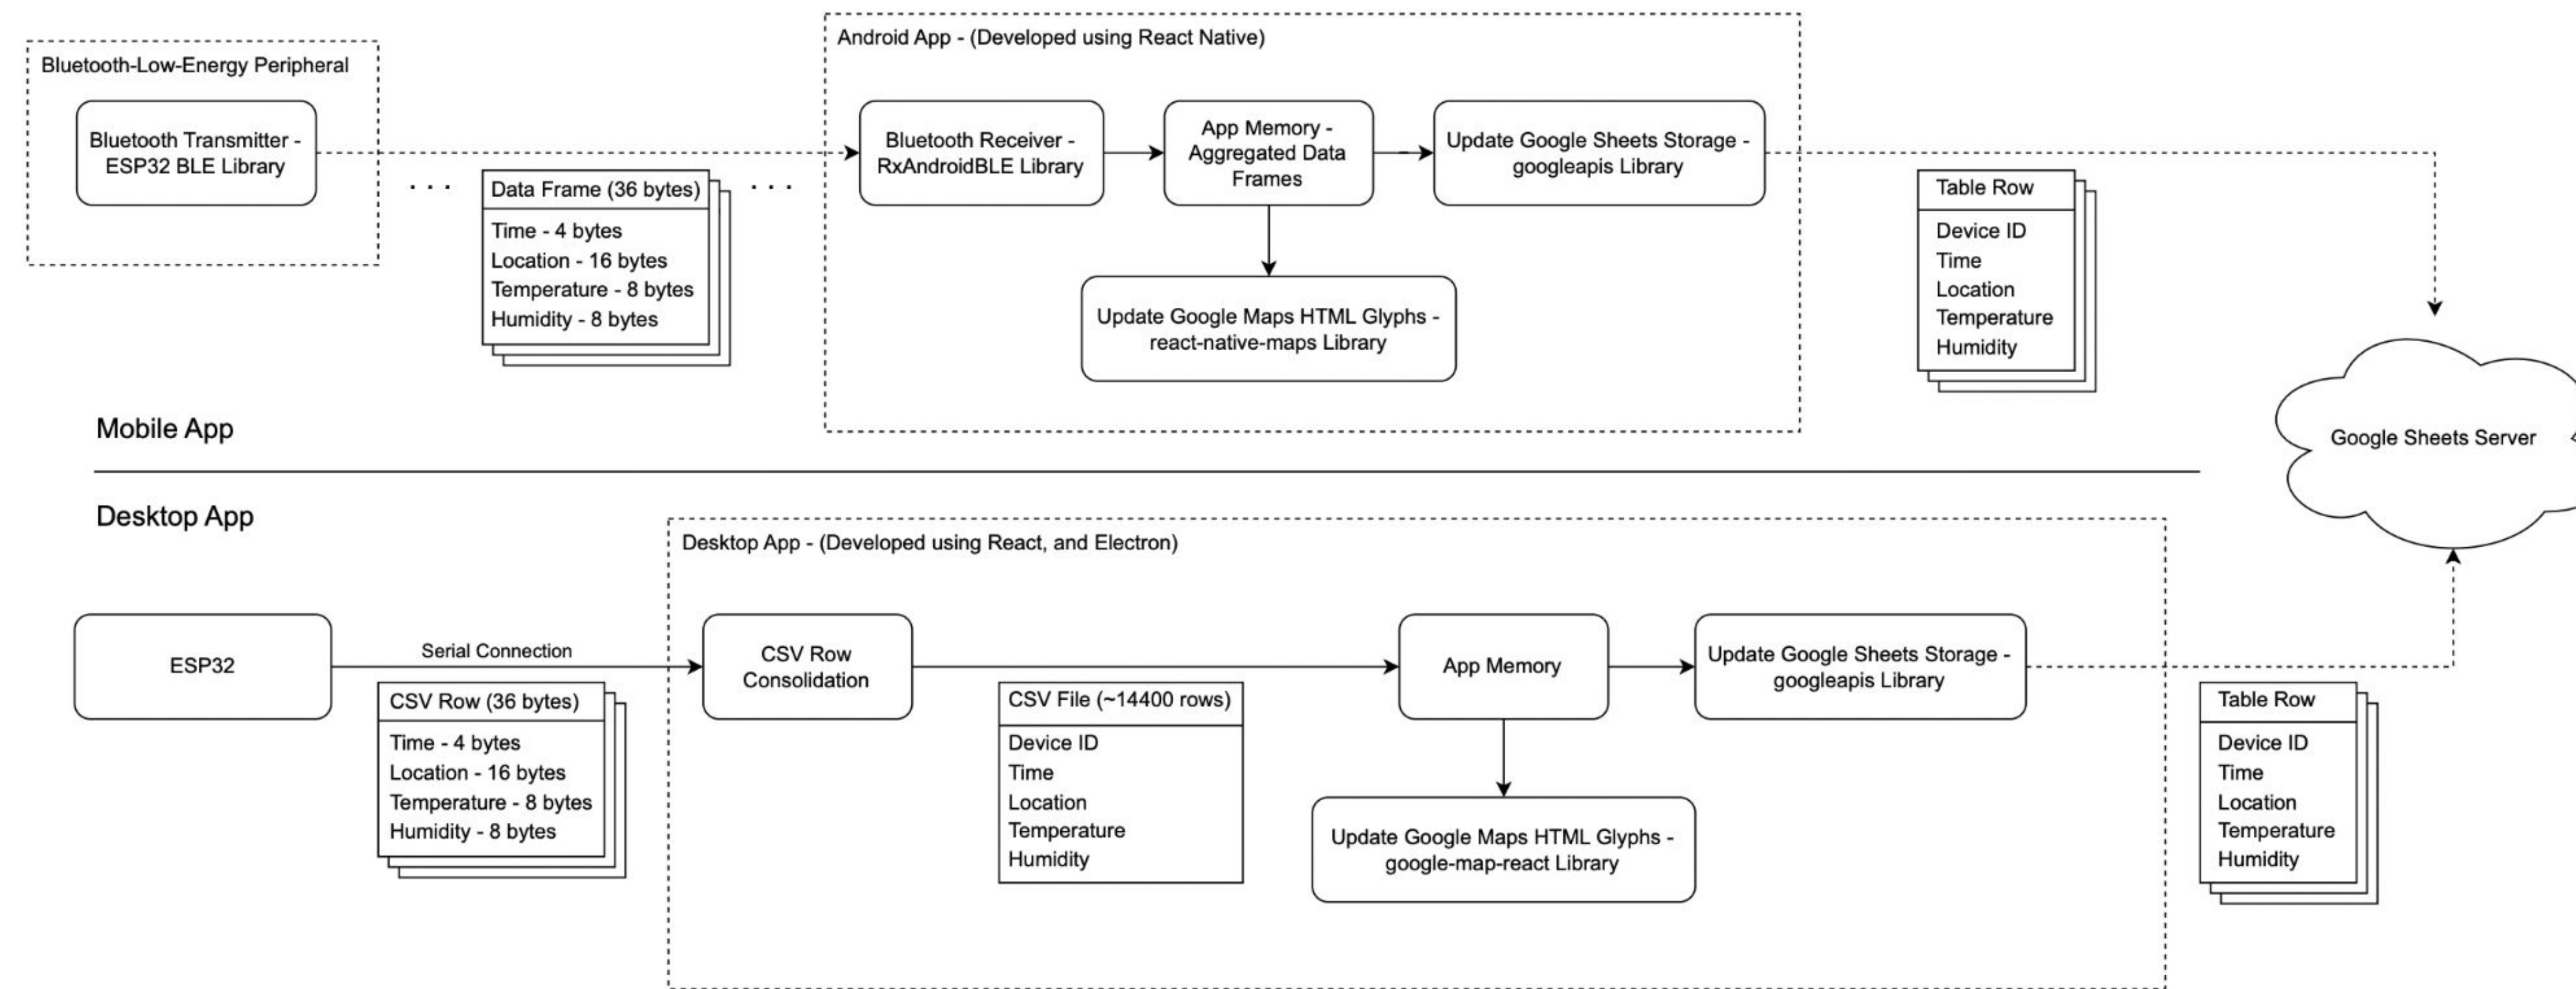 Bluetooth-Low-Energy Peripheral
Bluetooth Transmitter -
ESP32 BLE Library
. . .
Data Frame (36 bytes)
Time - 4 bytes
Location - 16 bytes
Temperature - 8 bytes
Humidity - 8 bytes
. . .
Android App - (Developed using React Native)
Bluetooth Receiver -
RxAndroidBLE Library
App Memory -
Aggregated Data
Frames
Update Google Sheets Storage -
googleapis Library
Update Google Maps HTML Glyphs -
react-native-maps Library
Table Row
Device ID
Time
Location
Temperature
Humidity
Google Sheets Server
Mobile App
Desktop App
ESP32
Serial Connection
CSV Row (36 bytes)
Time - 4 bytes
Location - 16 bytes
Temperature - 8 bytes
Humidity - 8 bytes
Desktop App - (Developed using React, and Electron)
CSV Row
Consolidation
CSV File (~14400 rows)
Device ID
Time
Location
Temperature
Humidity
App Memory
Update Google Sheets Storage -
googleapis Library
Update Google Maps HTML Glyphs -
google-map-react Library
Table Row
Device ID
Time
Location
Temperature
Humidity